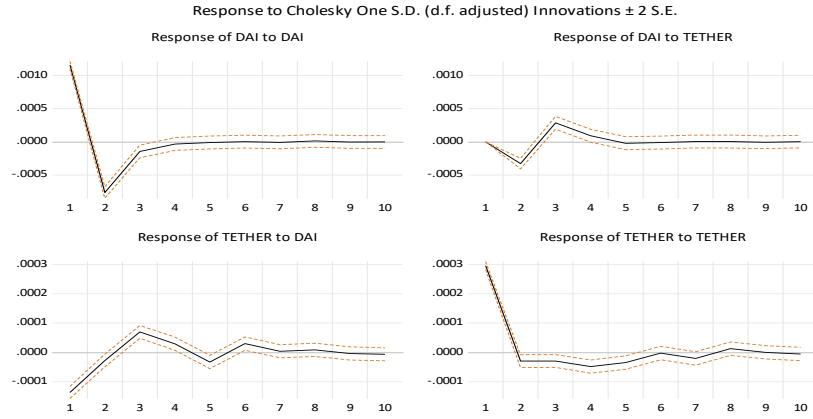 Response to Cholesky One S.D. (d.f. adjusted) Innovations ± 2 S.E.
Response of DAI to DAI
.0010
.0005
.0000
-.0005
1 2 3 4 5 6 7 8 9 10
Response of DAI to TETHER
.0010
.0005
.0000
-.0005
1 2 3 4 5 6 7 8 9 10
Response of TETHER to DAI
.0003
.0002
.0001
.0000
-.0001
1 2 3 4 5 6 7 8 9 10
Response of TETHER to TETHER
.0003
.0002
.0001
.0000
-.0001
1 2 3 4 5 6 7 8 9 10